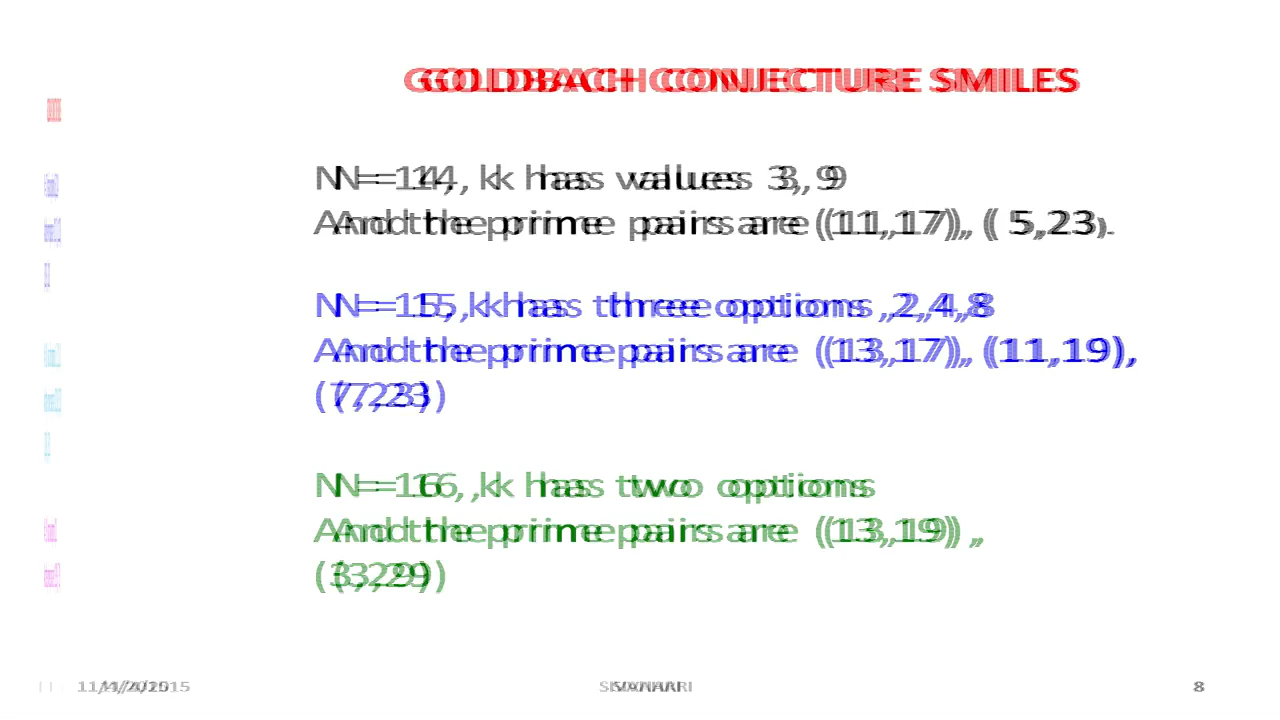 GOLDBACH CONJECTURE SMILES
N = 14, k has values 3, 9
And the prime pairs are (11,17), ( 5,23).
N = 15, k has three options ,2,4,8
And the prime pairs are (13,17), (11,19),
(7,23)
N = 16, k has two options
And the prime pairs are (13,19) ,
(3,29)
8